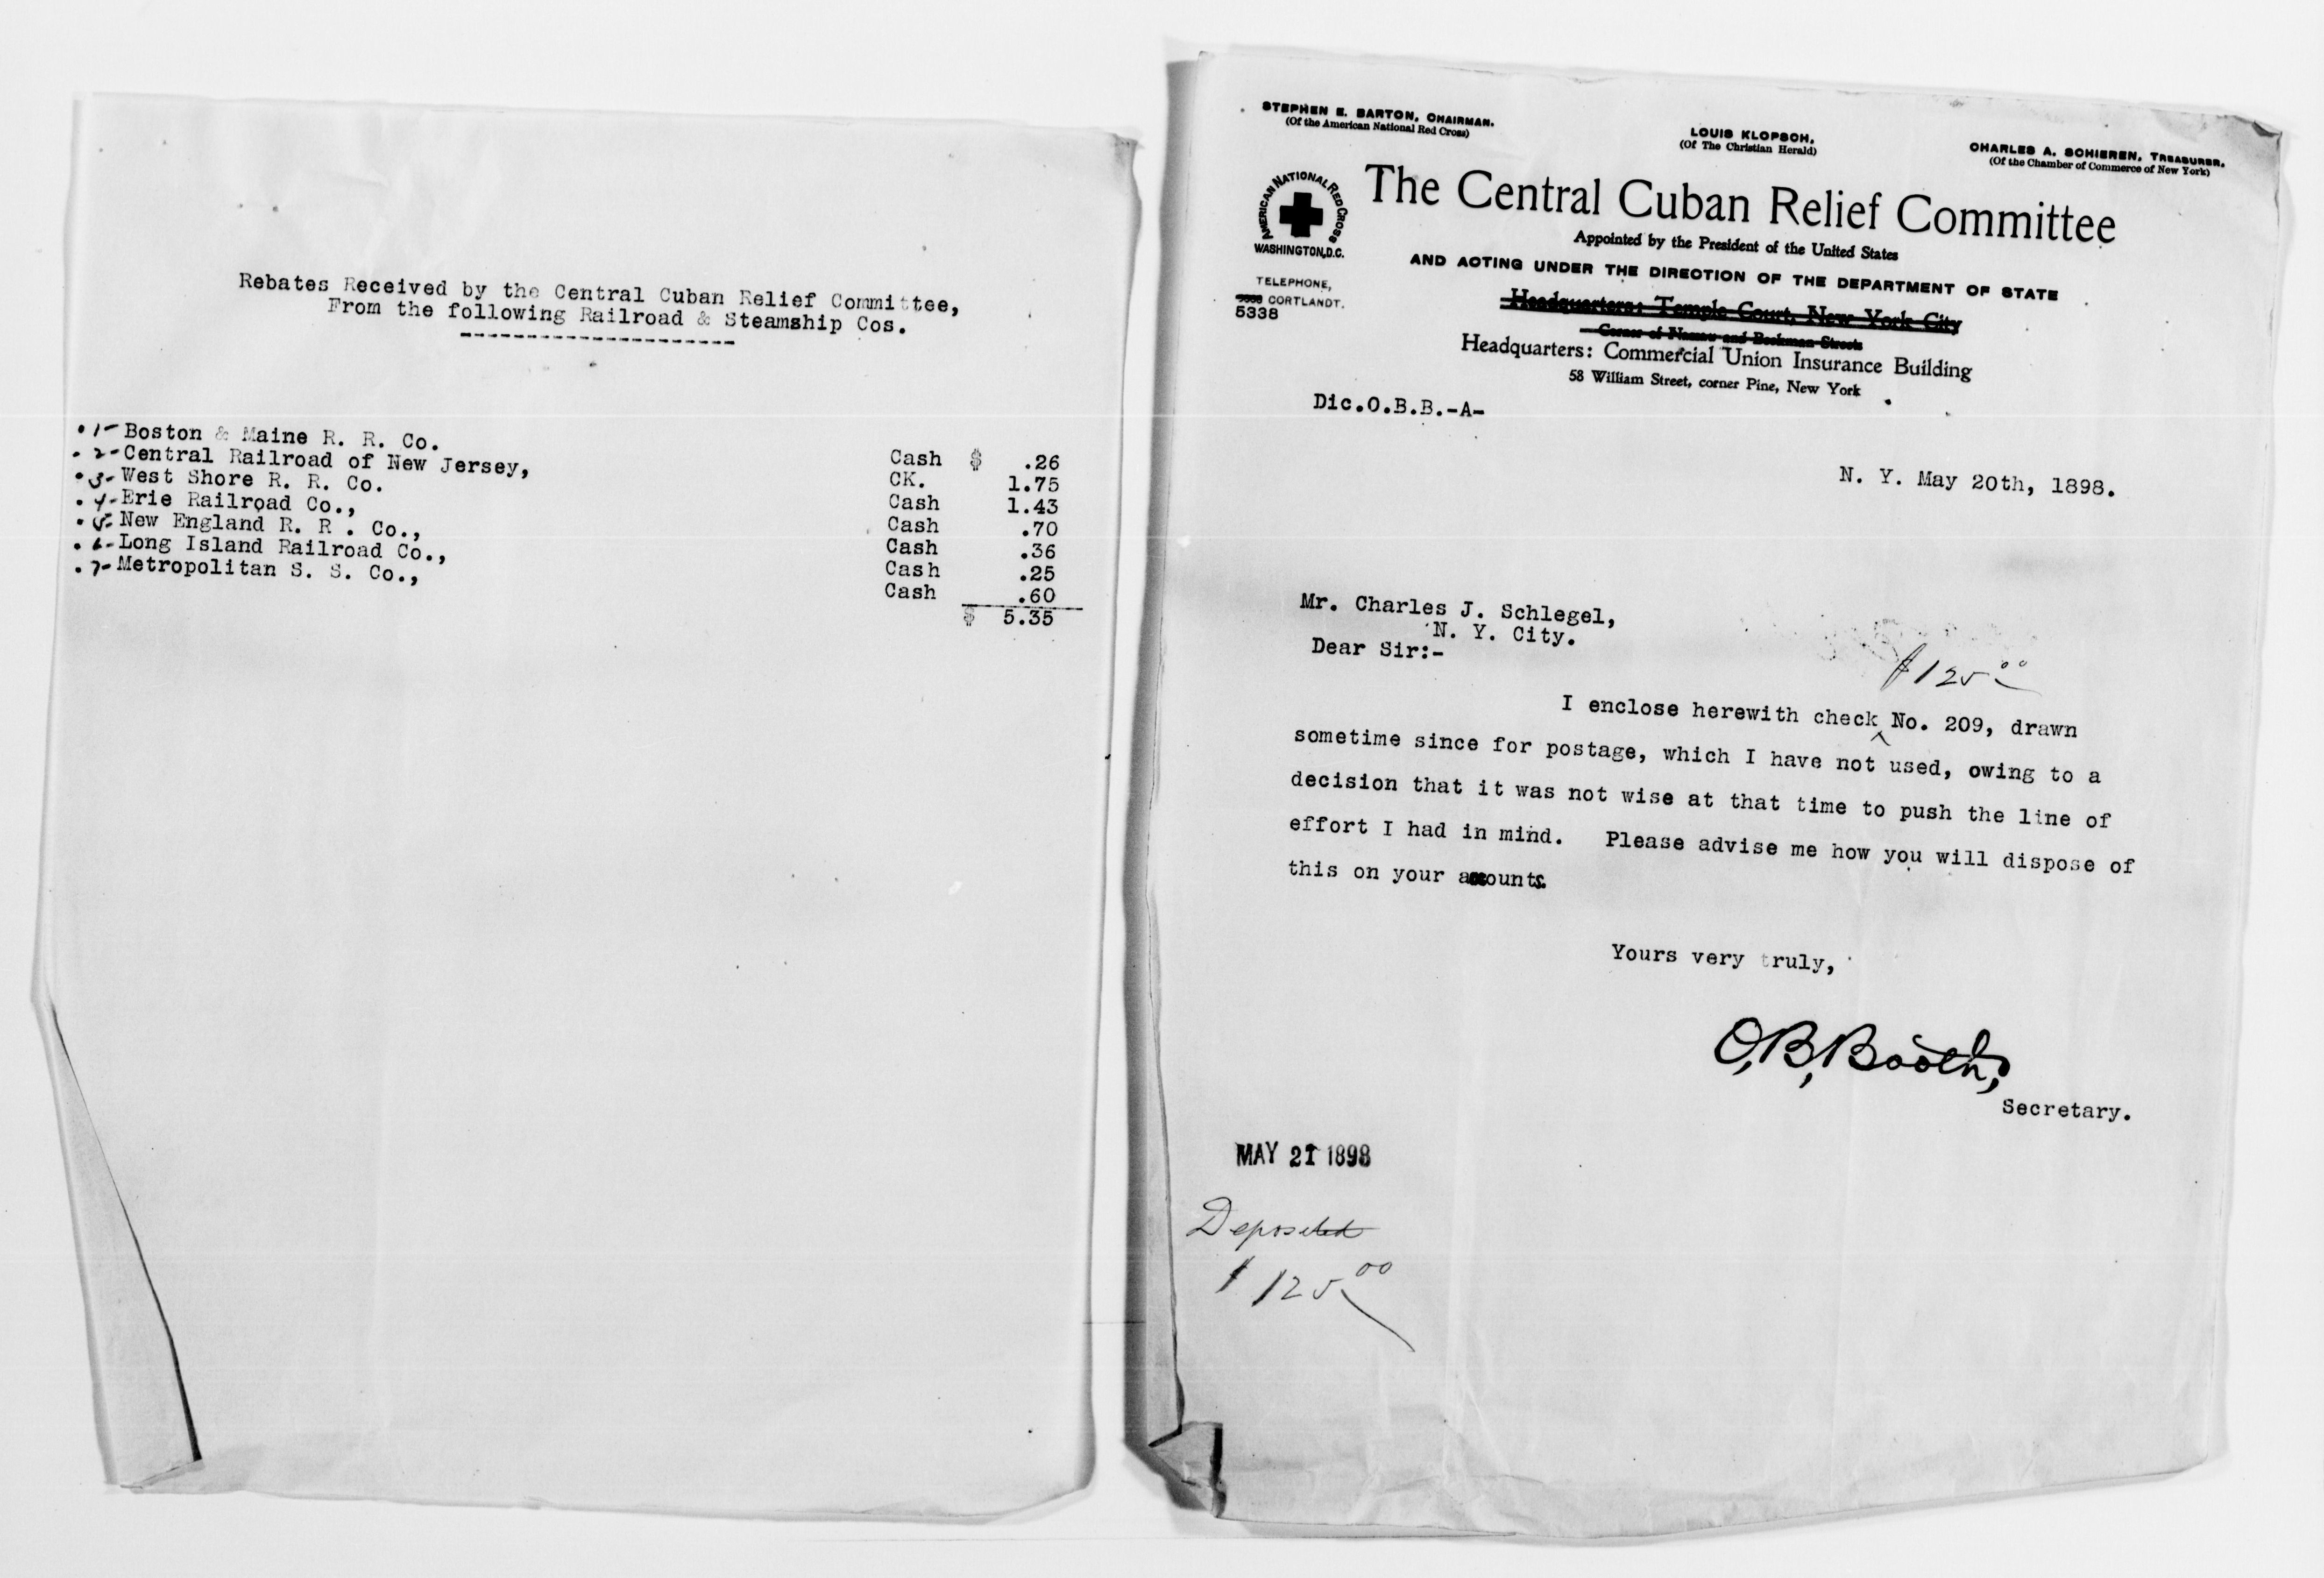 Rebates Received by the Central Cuban Relief Committee,
From the following Railroad & Steamship Cos.
----------------------
1- Boston & Maine R. R. Co. Cash $ .26
2- Central Railroad of New Jersey, CK. 1.75
3- West Shore R. R. Co. Cash 1.43
4- Erie Railroad Co., Cash .70
5- New England R. R . Co., Cash .36
6- Long Island Railroad Co., Cash .25
7- Metropolitan S. S. Co., Cash .60
$ 5.35
STEPHEN E. BARTON, CHAIRMAN.
(Of the American National Red Cross)
LOUIS KLOPSCH,
(Of The Christian Herald)
CHARLES A. SCHIEREN, TREASURER.
(Of the Chamber of Commerce of New York)
AMERICAN NATIONAL RED CROSS
WASHINGTON, D.C.
The Central Cuban Relief Committee
Appointed by the President of the United States
AND ACTING UNDER THE DIRECTION OF THE DEPARTMENT OF STATE
TELEPHONE,
CORTLANDT.
5338
Headquarters: Temple Court, New York City
Corner of Nassau and Beekman Streets
Headquarters: Commercial Union Insurance Building
58 William Street, corner Pine, New York
Dic.O.B.B.-A-
N. Y. May 20th, 1898.
Mr. Charles J. Schlegel,
N. Y. City.
Dear Sir:-
$125 00
I enclose herewith check ^ No. 209, drawn
sometime since for postage, which I have not used, owing to a
decision that it was not wise at that time to push the line of
effort I had in mind. Please advise me how you will dispose of
this on your accounts.
Yours very truly,
O. B. Booth,
Secretary.
MAY 21 1898
Deposited
$125 00